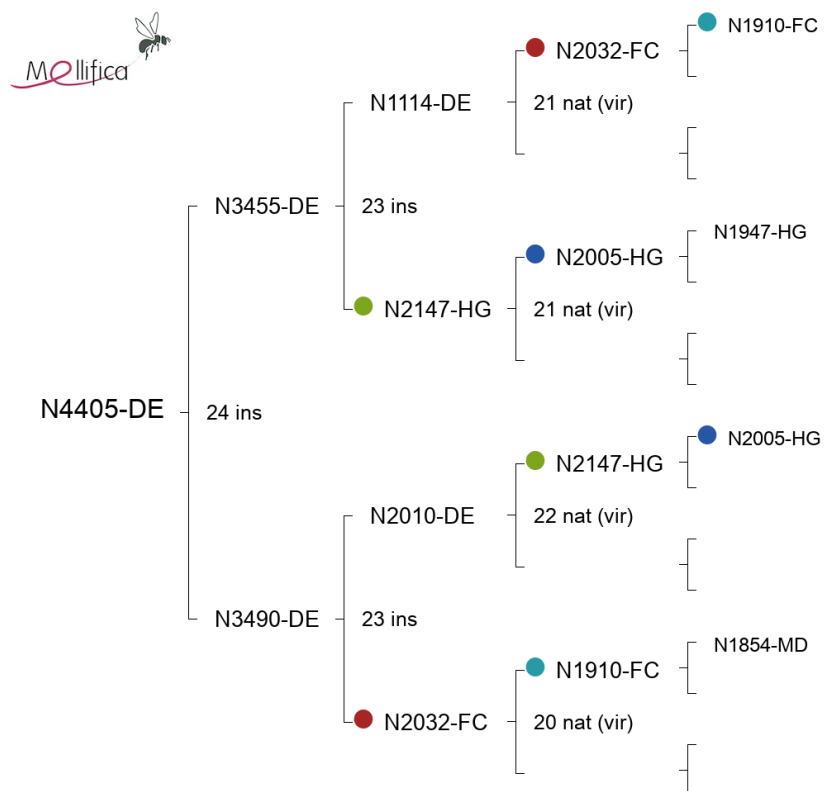 Mellifica
N1910-FC
N2032-FC
N1114-DE
21 nat (vir)
N3455-DE
23 ins
N1947-HG
N2005-HG
N2147-HG
21 nat (vir)
N4405-DE
24 ins
N2005-HG
N2147-HG
N2010-DE
22 nat (vir)
N3490-DE
23 ins
N1854-MD
N1910-FC
N2032-FC
20 nat (vir)